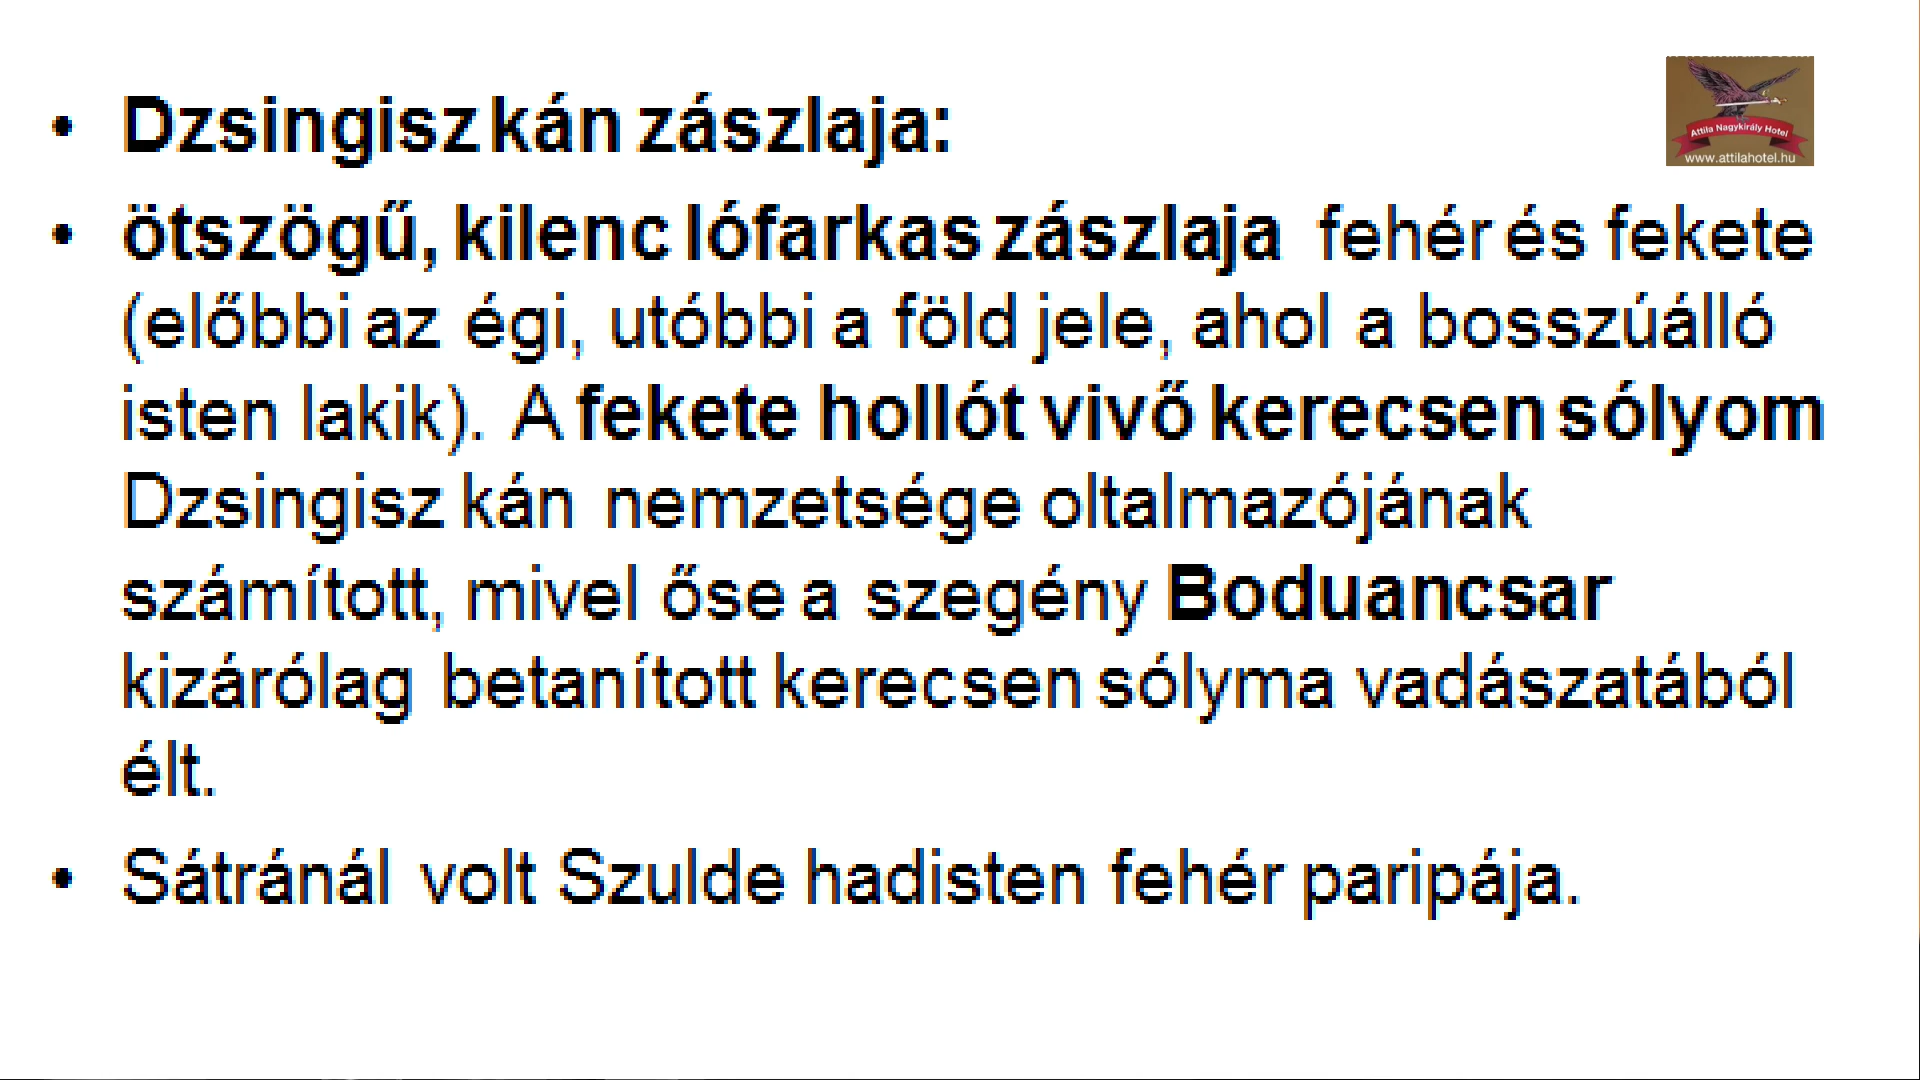 • Dzsingisz kán zászlaja:
Attila Nagykirály Hotel
www.attilahotel.hu
• ötszögű, kilenc lófarkas zászlaja fehér és fekete
(előbbi az égi, utóbbi a föld jele, ahol a bosszúálló
isten lakik). A fekete hollót vivő kerecsen sólyom
Dzsingisz kán nemzetsége oltalmazójának
számított, mivel őse a szegény Boduancsar
kizárólag betanított kerecsen sólyma vadászatából
élt.
• Sátránál volt Szulde hadisten fehér paripája.